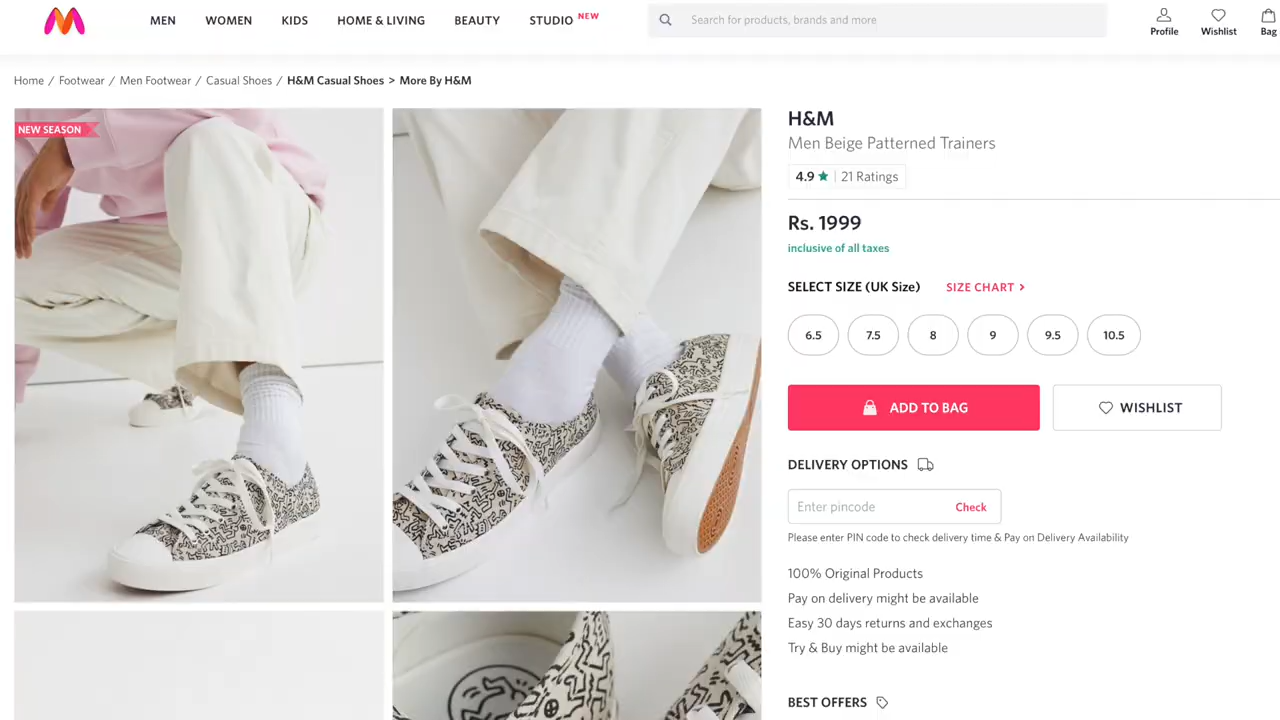 MEN WOMEN KIDS HOME & LIVING BEAUTY STUDIO NEW Search for products, brands and more Profile Wishlist Bag
Home / Footwear / Men Footwear / Casual Shoes / H&M Casual Shoes > More By H&M
NEW SEASON
H&M
Men Beige Patterned Trainers
4.9 ★ | 21 Ratings
Rs. 1999
inclusive of all taxes
SELECT SIZE (UK Size) SIZE CHART >
6.5 7.5 8 9 9.5 10.5
ADD TO BAG WISHLIST
DELIVERY OPTIONS
Enter pincode Check
Please enter PIN code to check delivery time & Pay on Delivery Availability
100% Original Products
Pay on delivery might be available
Easy 30 days returns and exchanges
Try & Buy might be available
BEST OFFERS